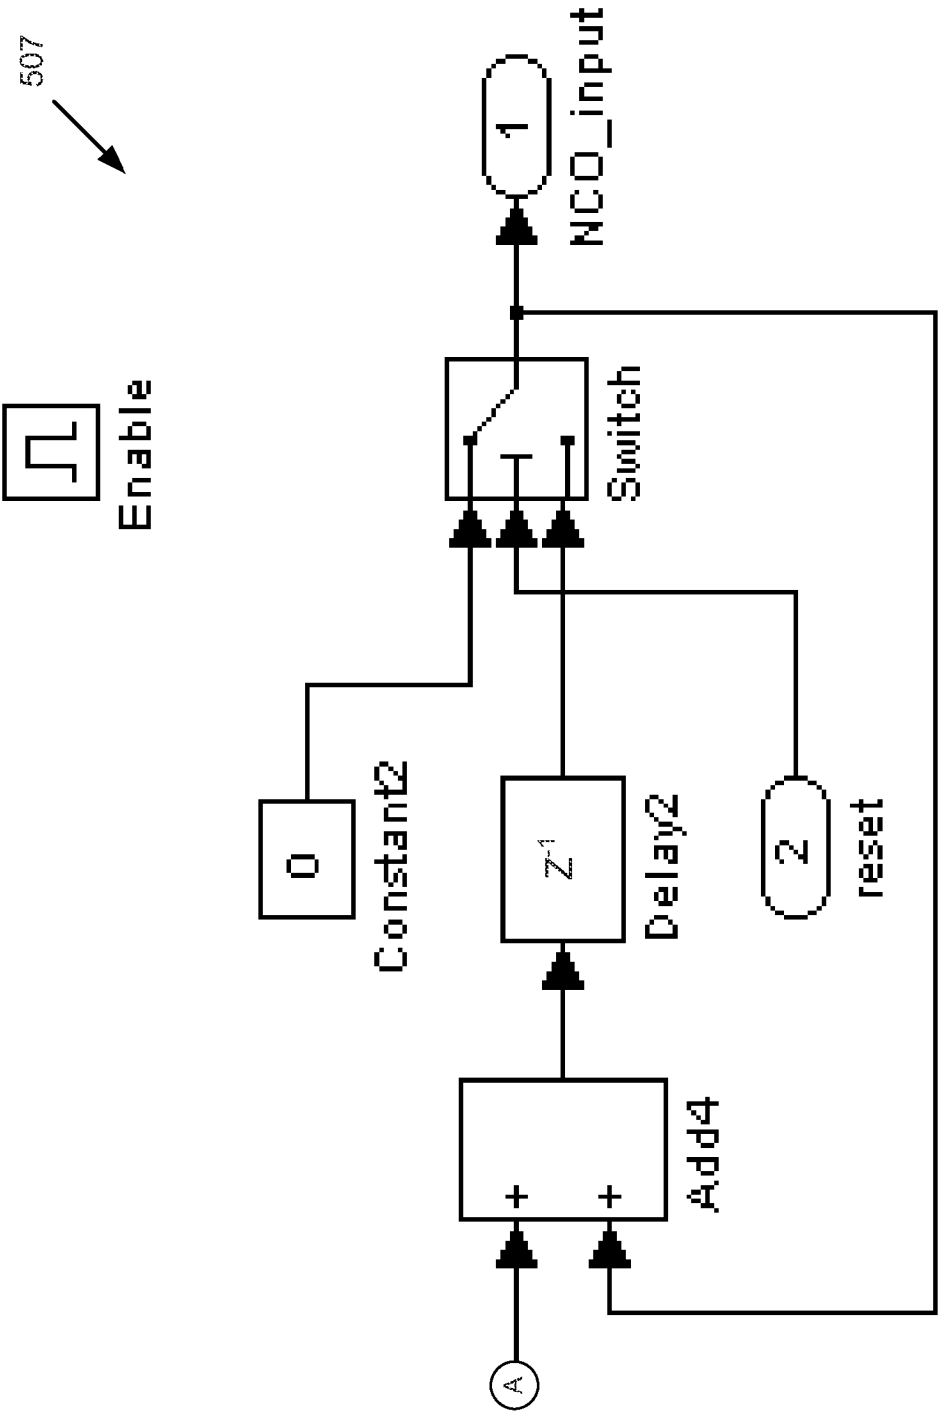 507
Enable
1
NCO_input
Switch
0
Constant2
Z-1
Delay2
2
reset
+
+
Add4
A